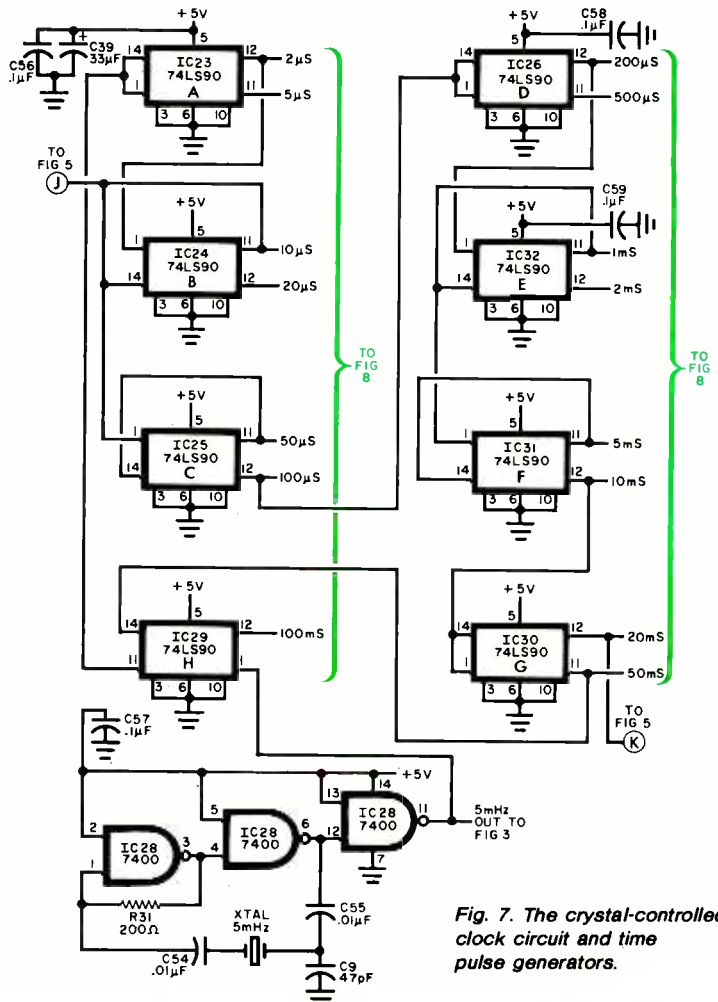 +5V
C56
.1µF
C39
33µF
+
5
14
1
IC23
74LS90
A
12
2µS
11
5µS
3 6 10
TO
FIG 5
J
+5V
5
1
14
IC24
74LS90
B
11
10µS
12
20µS
3 6 10
+5V
5
1
14
IC25
74LS90
C
11
50µS
12
100µS
3 6 10
+5V
5
14
11
IC29
74LS90
H
12
100mS
1
3 6 10
TO
FIG
8
+5V
C58
.1µF
5
14
1
IC26
74LS90
D
12
200µS
11
500µS
3 6 10
+5V
C59
.1µF
5
1
14
IC32
74LS90
E
11
1mS
12
2mS
3 6 10
+5V
5
1
14
IC31
74LS90
F
11
5mS
12
10mS
3 6 10
+5V
5
14
1
IC30
74LS90
G
12
20mS
11
50mS
3 6 10
TO
FIG
8
TO
FIG 5
K
C57
.1µF
2
1
IC28
7400
3
5
4
IC28
7400
6
13
12
IC28
7400
14
+5V
11
7
5mHz
OUT TO
FIG 3
R31
200Ω
C54
.01µF
XTAL
5mHz
C55
.01µF
C9
47pF
Fig. 7. The crystal-controlled
clock circuit and time
pulse generators.